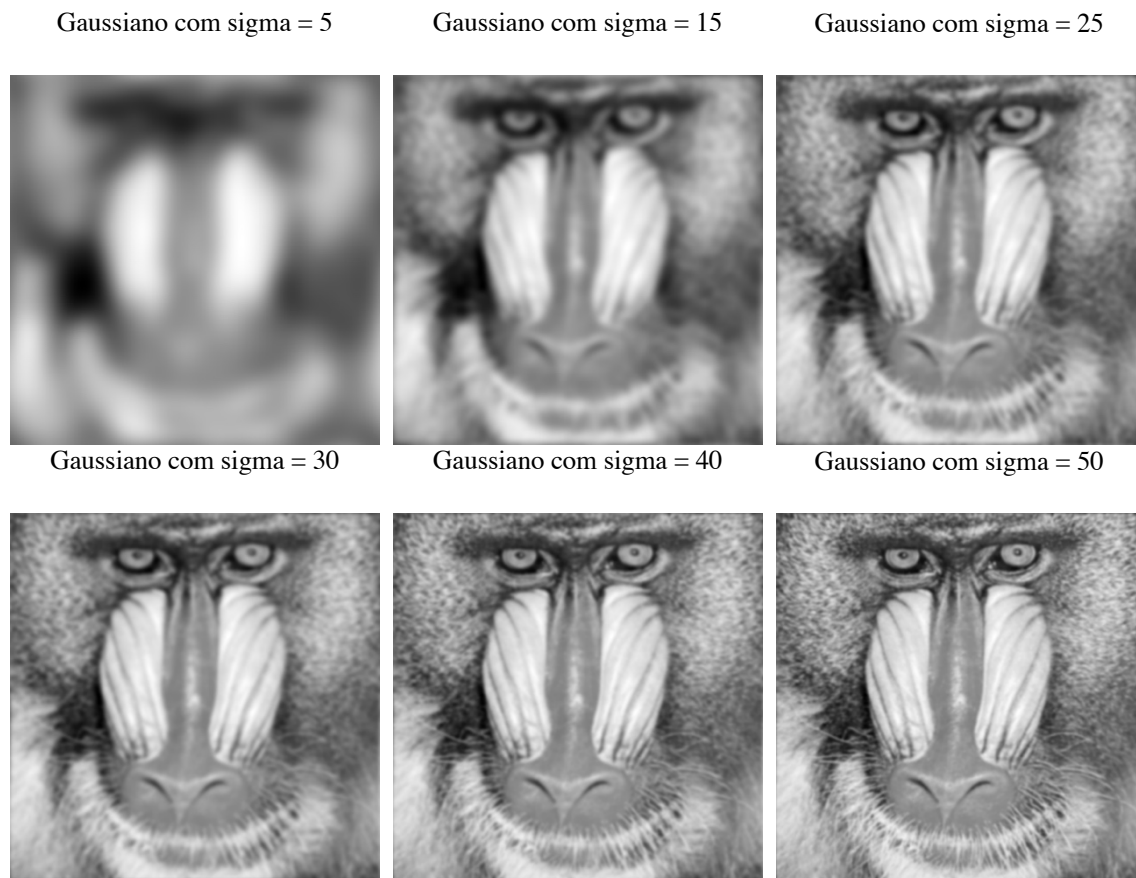 Gaussiano com sigma = 5
Gaussiano com sigma = 15
Gaussiano com sigma = 25
Gaussiano com sigma = 30
Gaussiano com sigma = 40
Gaussiano com sigma = 50